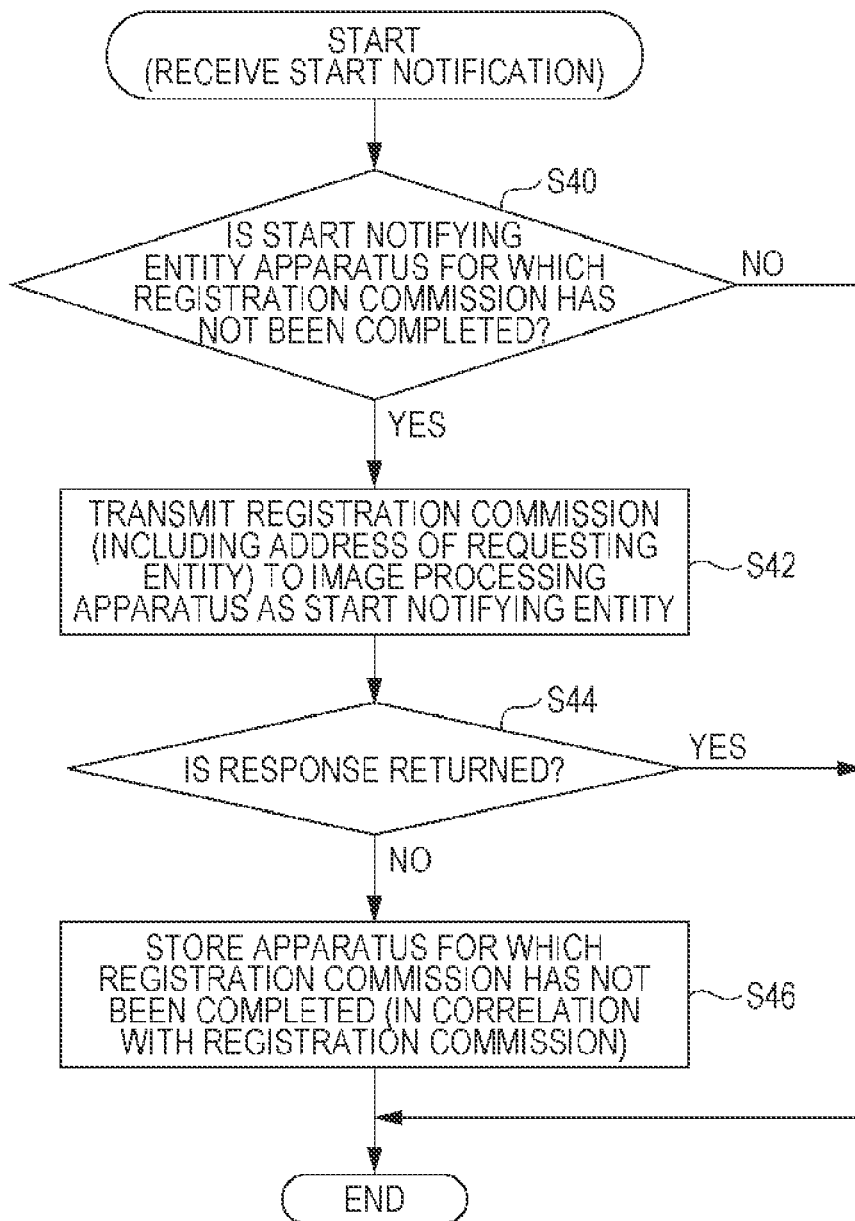 START
(RECEIVE START NOTIFICATION)
S40
IS START NOTIFYING
ENTITY APPARATUS FOR WHICH
REGISTRATION COMMISSION HAS
NOT BEEN COMPLETED?
NO
YES
TRANSMIT REGISTRATION COMMISSION
(INCLUDING ADDRESS OF REQUESTING
ENTITY) TO IMAGE PROCESSING
APPARATUS AS START NOTIFYING ENTITY
S42
S44
IS RESPONSE RETURNED?
YES
NO
STORE APPARATUS FOR WHICH
REGISTRATION COMMISSION HAS NOT
BEEN COMPLETED (IN CORRELATION
WITH REGISTRATION COMMISSION)
S46
END